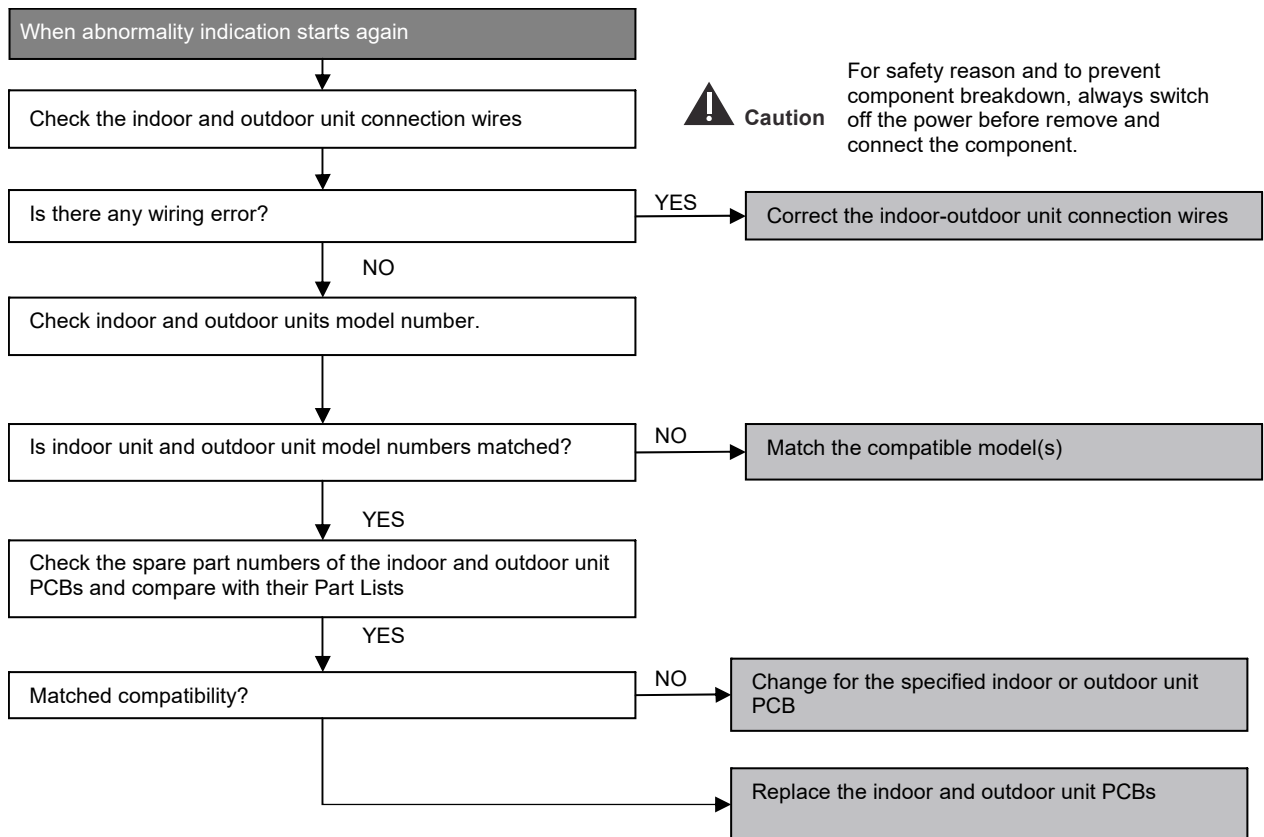 When abnormality indication starts again
Check the indoor and outdoor unit connection wires
Caution
For safety reason and to prevent
component breakdown, always switch
off the power before remove and
connect the component.
Is there any wiring error?
YES
Correct the indoor-outdoor unit connection wires
NO
Check indoor and outdoor units model number.
Is indoor unit and outdoor unit model numbers matched?
NO
Match the compatible model(s)
YES
Check the spare part numbers of the indoor and outdoor unit
PCBs and compare with their Part Lists
YES
Matched compatibility?
NO
Change for the specified indoor or outdoor unit
PCB
Replace the indoor and outdoor unit PCBs